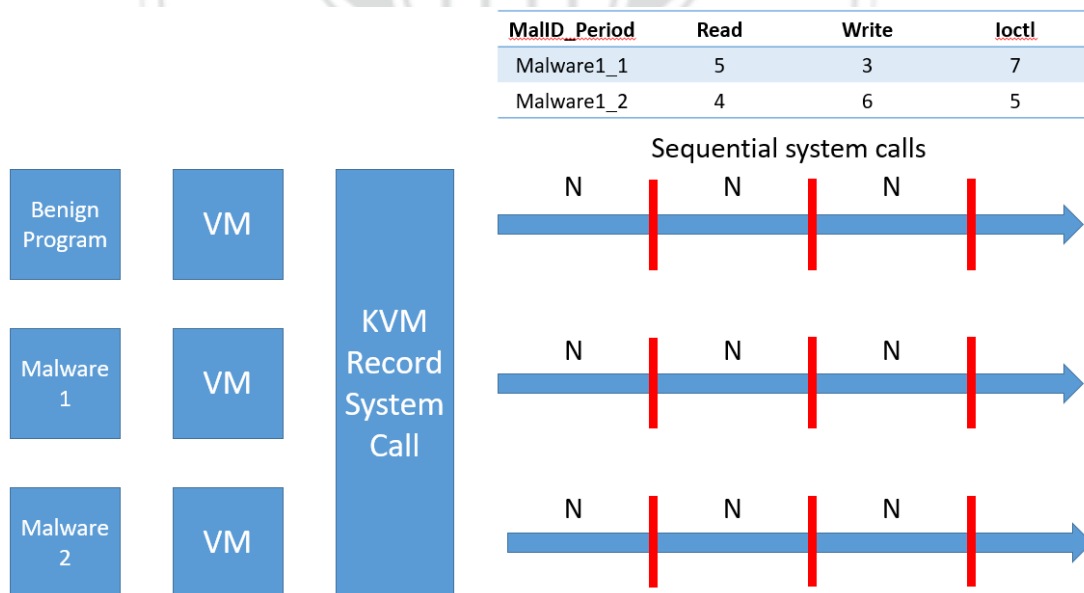 MalID_Period Read Write Ioctl
Malware1_1 5 3 7
Malware1_2 4 6 5
Sequential system calls
Benign
Program
VM
KVM
Record
System
Call
N N N
Malware
1
VM
N N N
Malware
2
VM
N N N